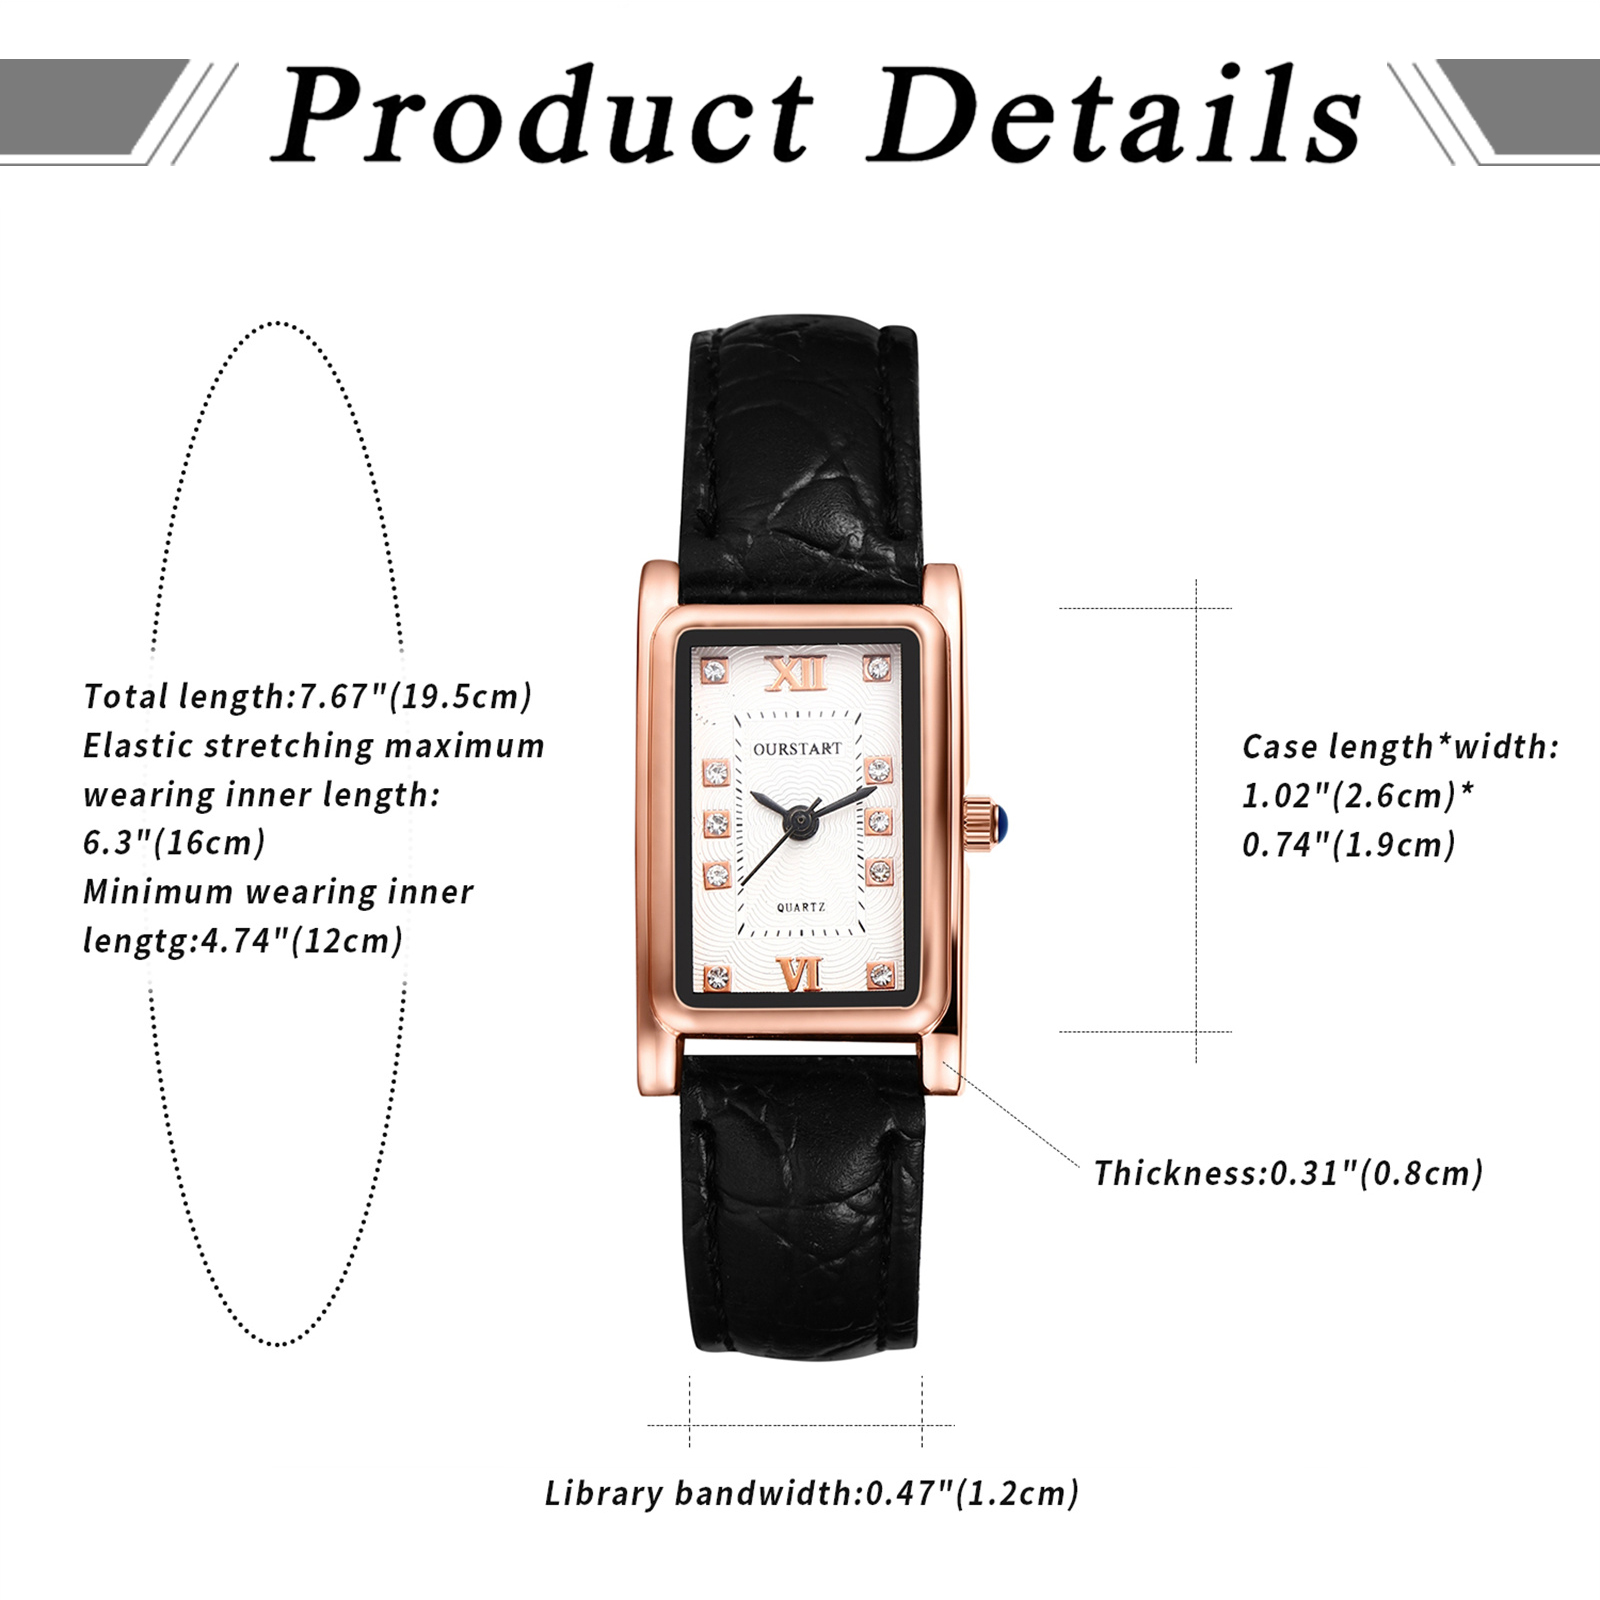 Product Details
Total length:7.67"(19.5cm)
Elastic stretching maximum
wearing inner length:
6.3"(16cm)
Minimum wearing inner
lengtg:4.74"(12cm)
XII
OURSTART
QUARTZ
VI
Case length*width:
1.02"(2.6cm)*
0.74"(1.9cm)
Thickness:0.31"(0.8cm)
Library bandwidth:0.47"(1.2cm)